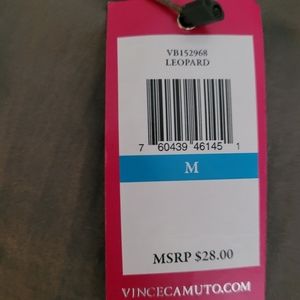 VB152968
LEOPARD
7 60439 46145 1
M
MSRP $28.00
VINCECAMUTO.COM